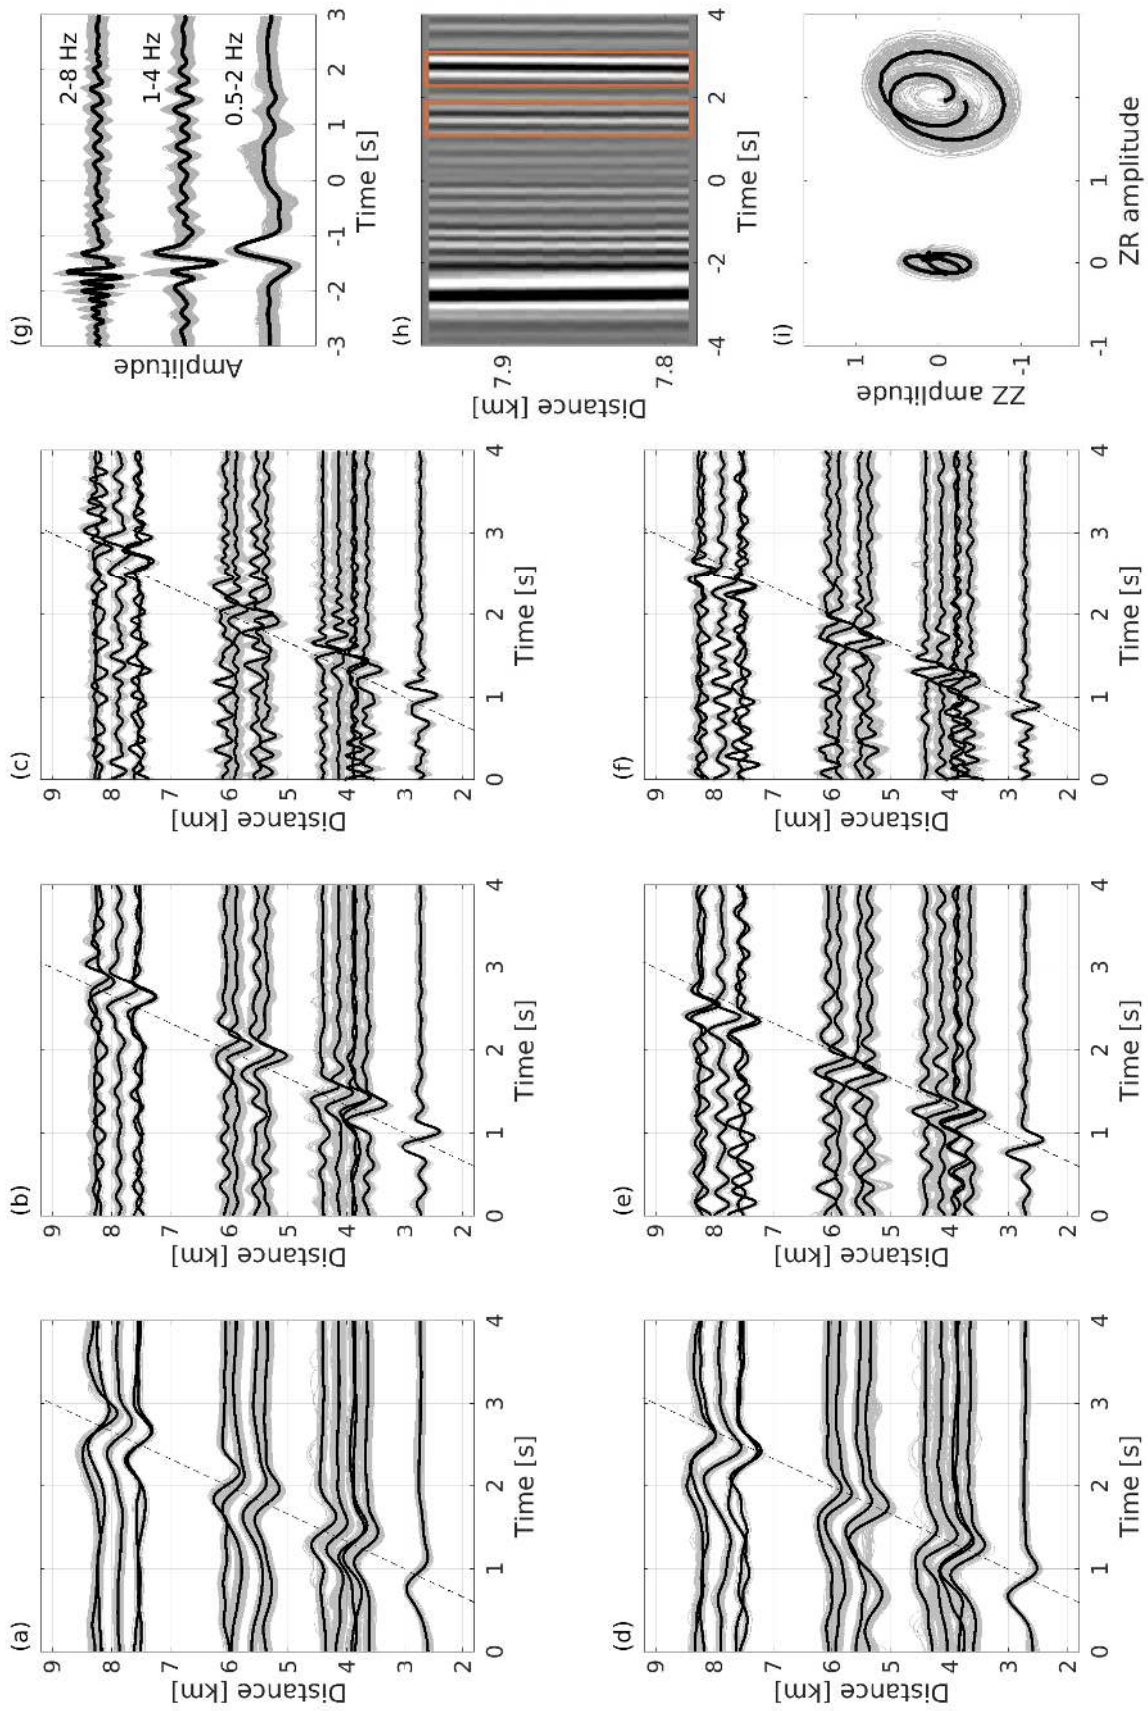 (a)
Distance [km]
9
8
7
6
5
4
3
2
0 1 2 3 4
Time [s]
(b)
Distance [km]
9
8
7
6
5
4
3
2
0 1 2 3 4
Time [s]
(c)
Distance [km]
9
8
7
6
5
4
3
2
0 1 2 3 4
Time [s]
(d)
Distance [km]
9
8
7
6
5
4
3
2
0 1 2 3 4
Time [s]
(e)
Distance [km]
9
8
7
6
5
4
3
2
0 1 2 3 4
Time [s]
(f)
Distance [km]
9
8
7
6
5
4
3
2
0 1 2 3 4
Time [s]
(g)
Amplitude
2-8 Hz
1-4 Hz
0.5-2 Hz
-3 -2 -1 0 1 2 3
Time [s]
(h)
Distance [km]
7.9
7.8
-4 -2 0 2 4
Time [s]
(i)
ZZ amplitude
1
0
-1
-1 0 1
ZR amplitude